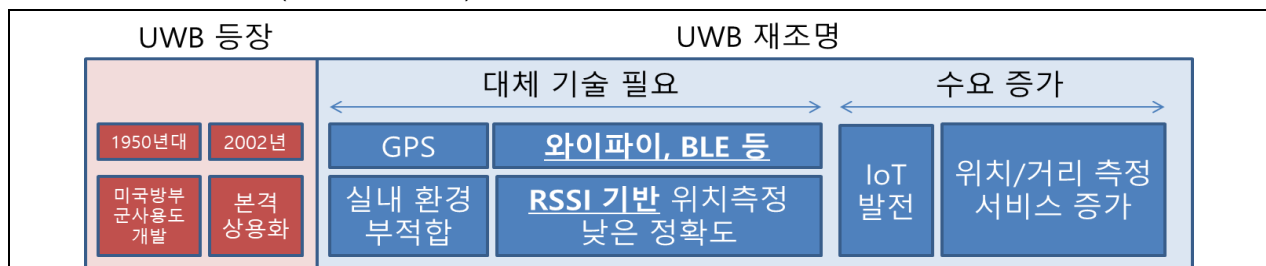 UWB 등장
UWB 재조명
대체 기술 필요
수요 증가
1950년대
2002년
GPS
와이파이, BLE 등
미국방부
군사용도
개발
본격
상용화
실내 환경
부적합
RSSI 기반 위치측정
낮은 정확도
IoT
발전
위치/거리 측정
서비스 증가